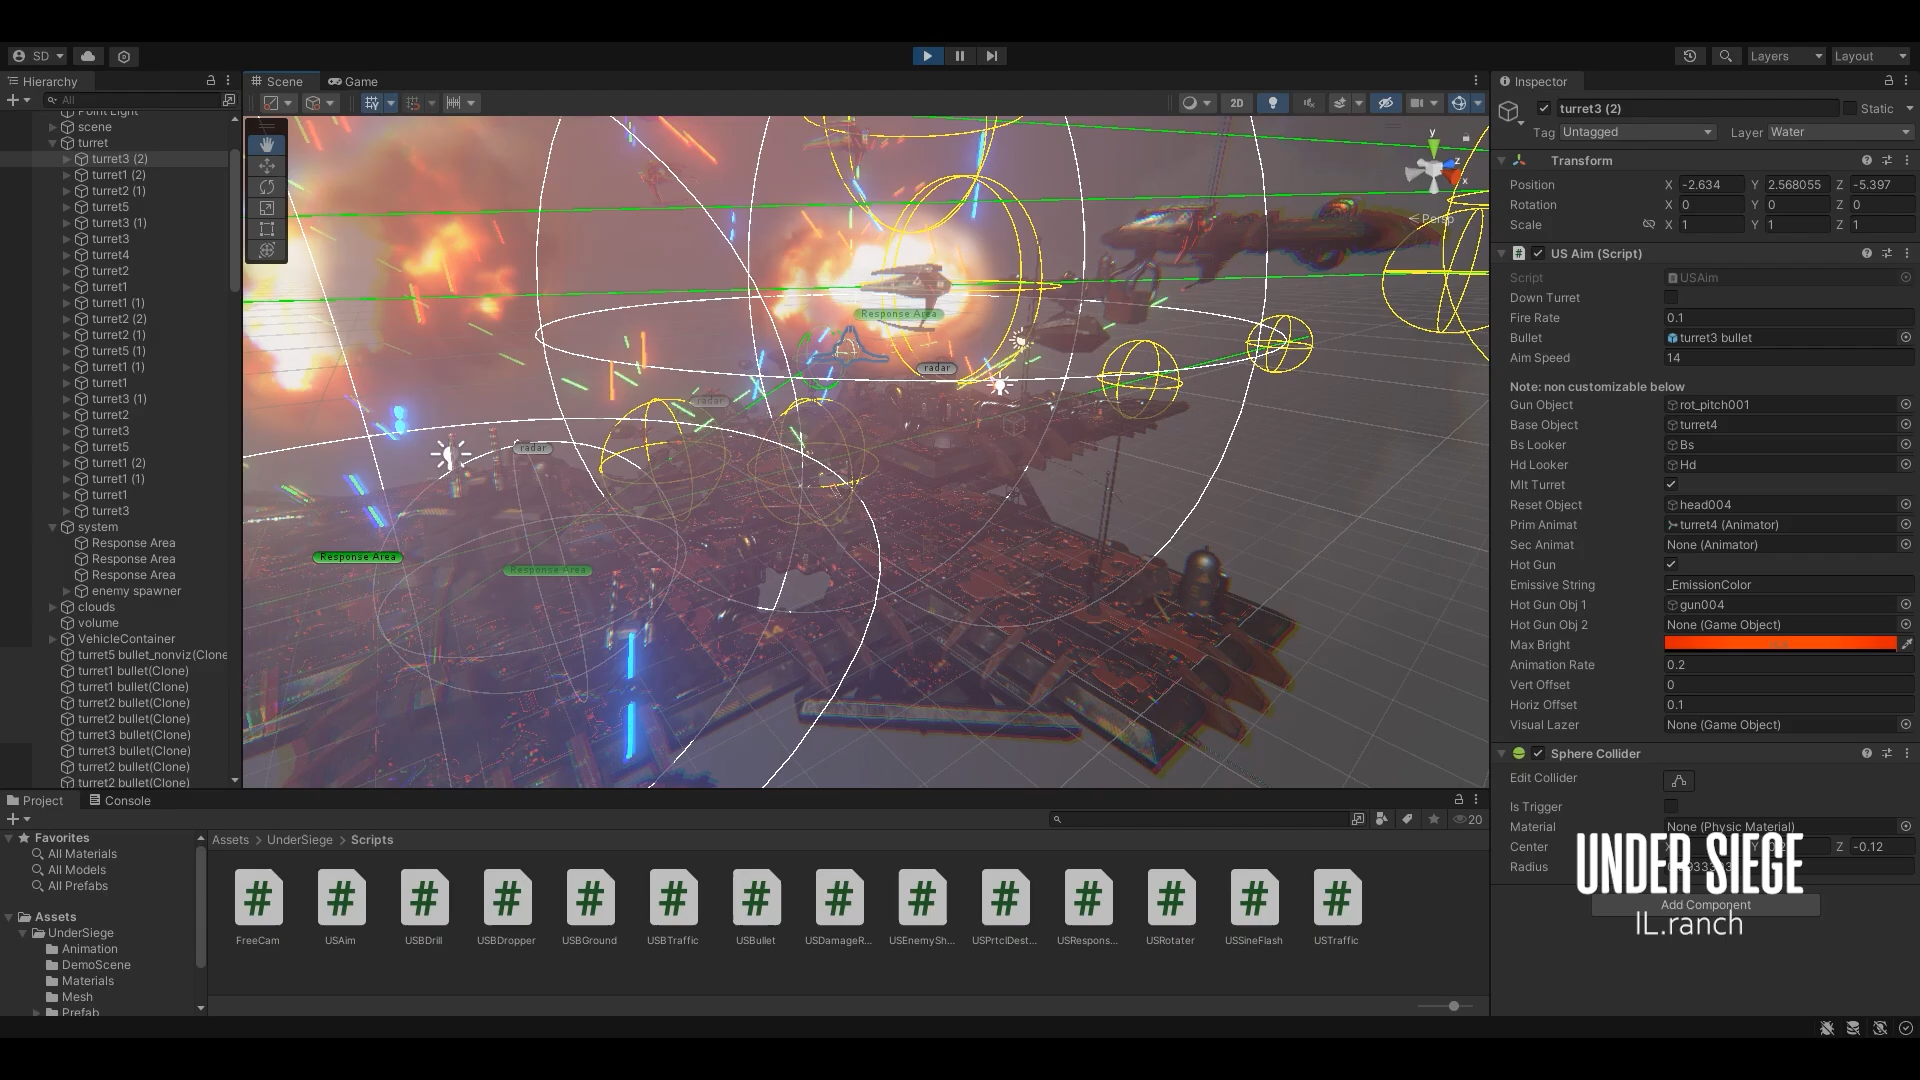 SD
Layers
Layout
Hierarchy
All
Point Light
scene
turret
turret3 (2)
turret1 (2)
turret2 (1)
turret5
turret3 (1)
turret3
turret4
turret2
turret1
turret1 (1)
turret2 (2)
turret2 (1)
turret5 (1)
turret1 (1)
turret1
turret3 (1)
turret2
turret3
turret5
turret1 (2)
turret1 (1)
turret1
turret3
system
Response Area
Response Area
Response Area
enemy spawner
clouds
volume
VehicleContainer
turret5 bullet_nonviz(Clone
turret1 bullet(Clone)
turret1 bullet(Clone)
turret2 bullet(Clone)
turret2 bullet(Clone)
turret3 bullet(Clone)
turret3 bullet(Clone)
turret2 bullet(Clone)
turret2 bullet(Clone)
Scene
Game
2D
y
z
x
Persp
Response Area
radar
radar
radar
Response Area
Response Area
Inspector
turret3 (2)
Static
Tag Untagged
Layer Water
Transform
Position X -2.634 Y 2.568055 Z -5.397
Rotation X 0 Y 0 Z 0
Scale X 1 Y 1 Z 1
US Aim (Script)
Script USAim
Down Turret
Fire Rate 0.1
Bullet turret3 bullet
Aim Speed 14
Note: non customizable below
Gun Object rot_pitch001
Base Object turret4
Bs Looker Bs
Hd Looker Hd
Mlt Turret
Reset Object head004
Prim Animat turret4 (Animator)
Sec Animat None (Animator)
Hot Gun
Emissive String _EmissionColor
Hot Gun Obj 1 gun004
Hot Gun Obj 2 None (Game Object)
Max Bright
Animation Rate 0.2
Vert Offset 0
Horiz Offset 0.1
Visual Lazer None (Game Object)
Sphere Collider
Edit Collider
Is Trigger
Material None (Physic Material)
Center Y Z -0.12
Radius
Add Component
UNDER SIEGE
IL.ranch
Project
Console
20
Favorites
All Materials
All Models
All Prefabs
Assets
UnderSiege
Animation
DemoScene
Materials
Mesh
Prefab
Assets > UnderSiege > Scripts
FreeCam
USAim
USBDrill
USBDropper
USBGround
USBTraffic
USBullet
USDamageR...
USEnemySh...
USPrtclDest...
USRespons...
USRotater
USSineFlash
USTraffic